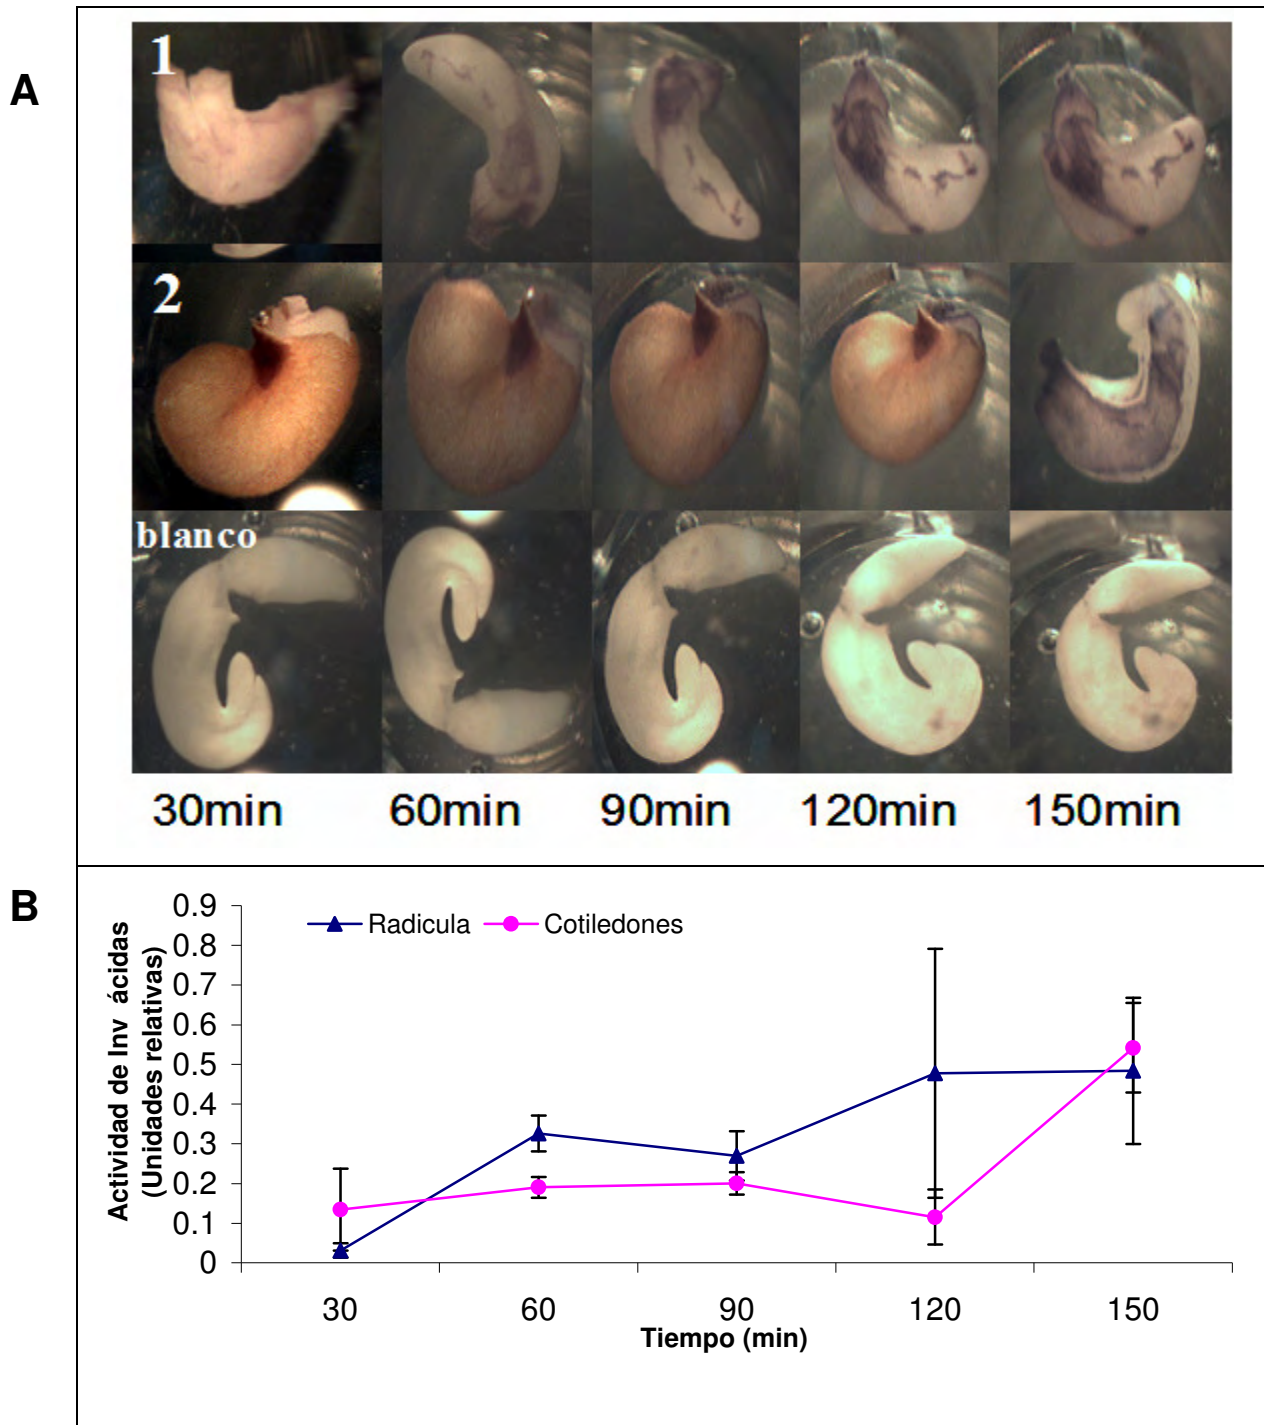 A
1
2
blanco
30min 60min 90min 120min 150min
B
Actividad de Inv ácidas
(Unidades relativas)
Radicula Cotiledones
0.9
0.8
0.7
0.6
0.5
0.4
0.3
0.2
0.1
0
30 60 90 120 150
Tiempo (min)